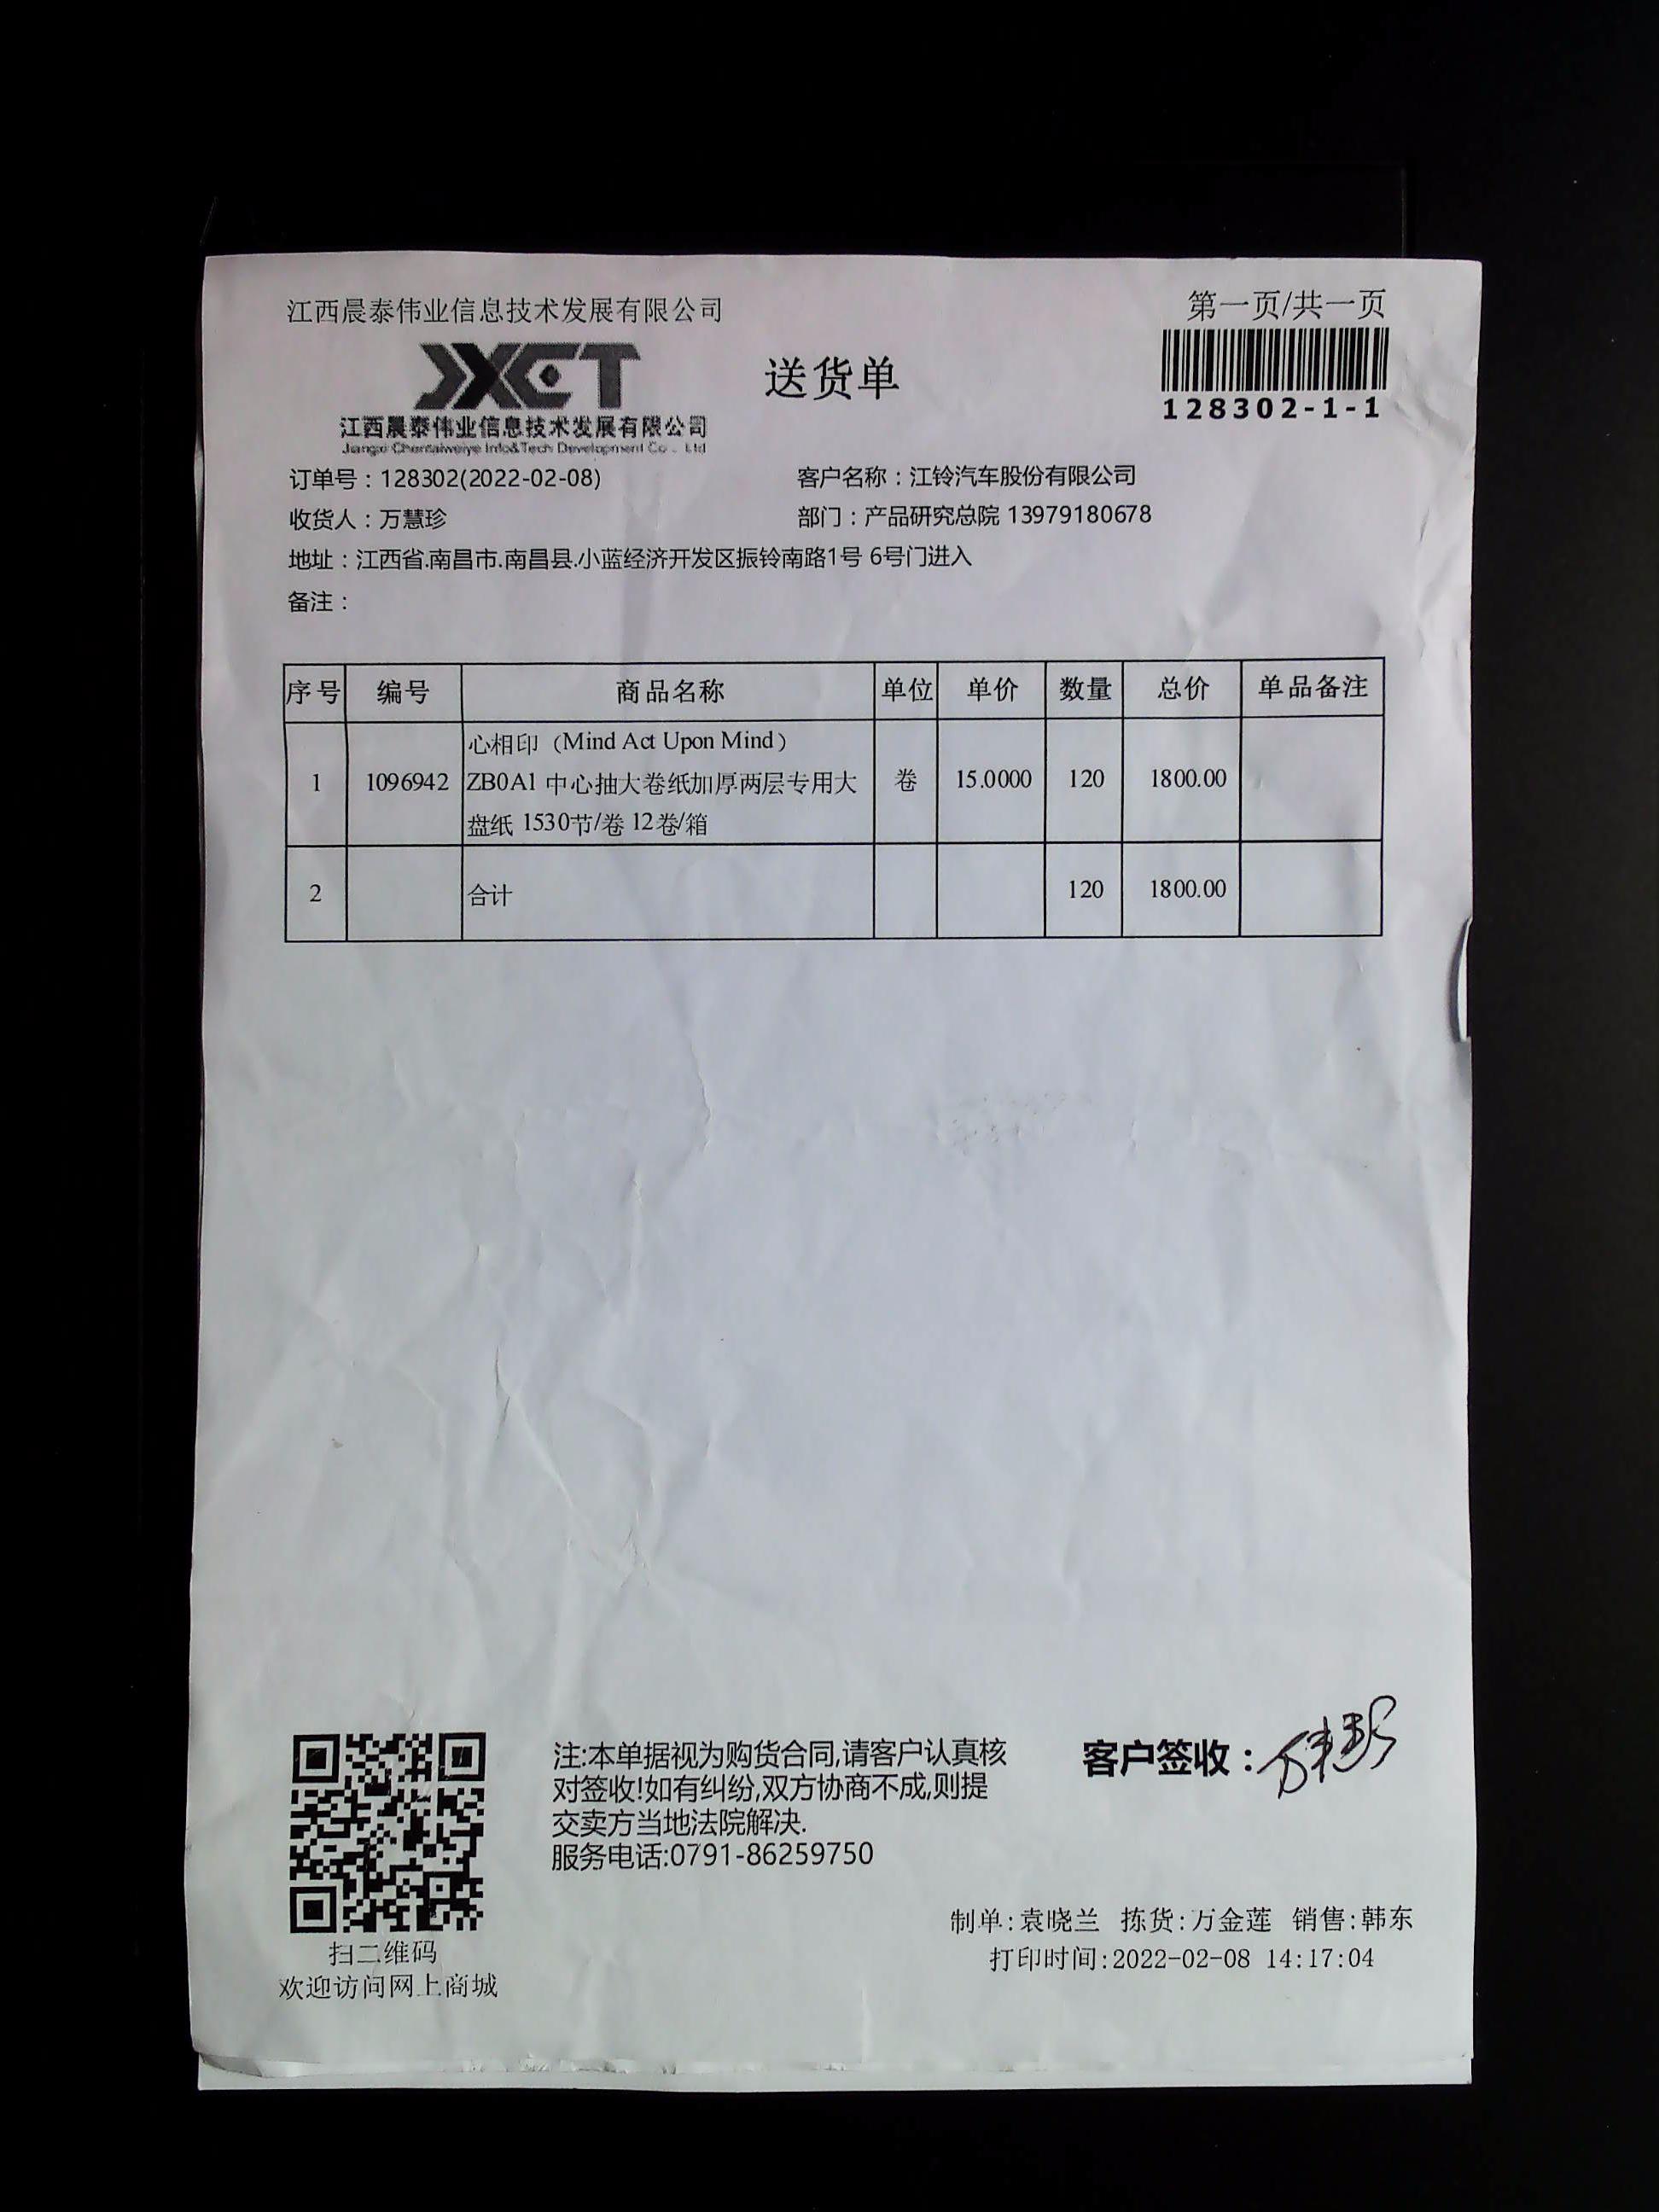 江西晨泰伟业信息技术发展有限公司
第一页/共一页
JXCT
送货单
128302-1-1
江西晨泰伟业信息技术发展有限公司
Jiangxi Chentaiweiye Info&Tech Development Co . Ltd
订单号：128302(2022-02-08)
客户名称：江铃汽车股份有限公司
收货人：万慧珍
部门：产品研究总院 13979180678
地址：江西省.南昌市.南昌县.小蓝经济开发区振铃南路1号 6号门进入
备注：
序号 编号 商品名称 单位 单价 数量 总价 单品备注
心相印（Mind Act Upon Mind）
1 1096942 ZB0A1 中心抽大卷纸加厚两层专用大 卷 15.0000 120 1800.00
盘纸 1530节/卷 12卷/箱
2 合计 120 1800.00
注:本单据视为购货合同,请客户认真核
对签收!如有纠纷,双方协商不成,则提
交卖方当地法院解决.
服务电话:0791-86259750
客户签收：万慧珍
制单:袁晓兰 拣货:万金莲 销售:韩东
打印时间:2022-02-08 14:17:04
扫二维码
欢迎访问网上商城